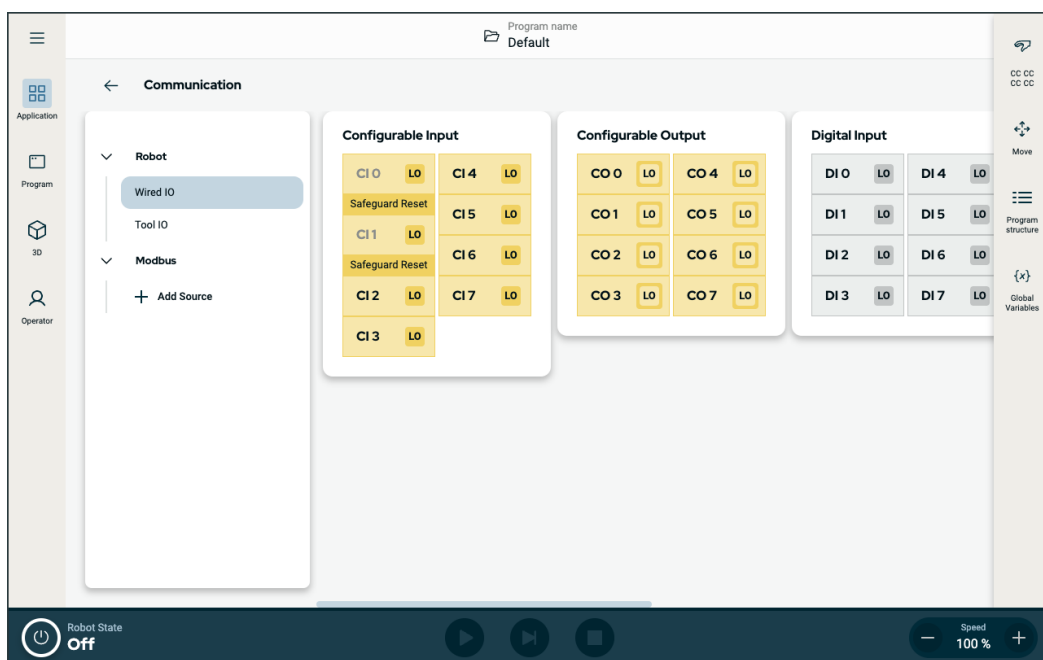 Program name
Default
CC CC
CC CC
Application
Program
3D
Operator
Communication
Robot
Wired IO
Tool IO
Modbus
Add Source
Configurable Input
CI 0 LO CI 4 LO
Safeguard Reset
CI 5 LO
CI 1 LO
Safeguard Reset
CI 6 LO
CI 2 LO CI 7 LO
CI 3 LO
Configurable Output
CO 0 LO CO 4 LO
CO 1 LO CO 5 LO
CO 2 LO CO 6 LO
CO 3 LO CO 7 LO
Digital Input
DI 0 LO DI 4 LO
DI 1 LO DI 5 LO
DI 2 LO DI 6 LO
DI 3 LO DI 7 LO
Move
Program
structure
{x}
Global
Variables
Robot State
Off
Speed
100 %